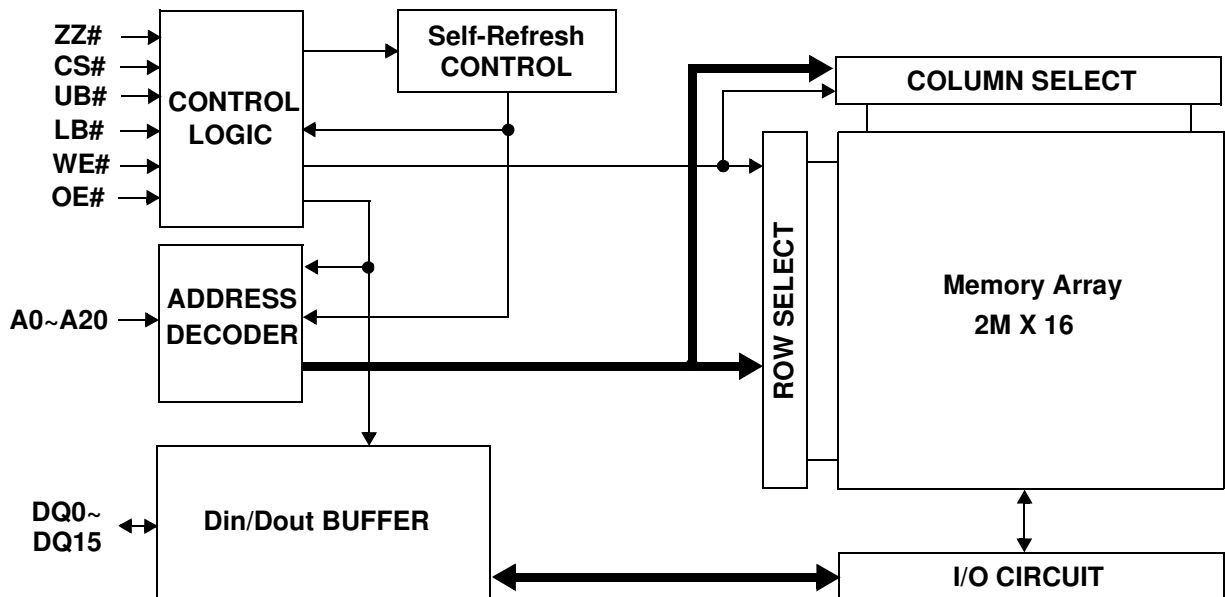 ZZ#
CS#
UB#
LB#
WE#
OE#
CONTROL
LOGIC
Self-Refresh
CONTROL
COLUMN SELECT
A0~A20
ADDRESS
DECODER
ROW SELECT
Memory Array
2M X 16
DQ0~
DQ15
Din/Dout BUFFER
I/O CIRCUIT